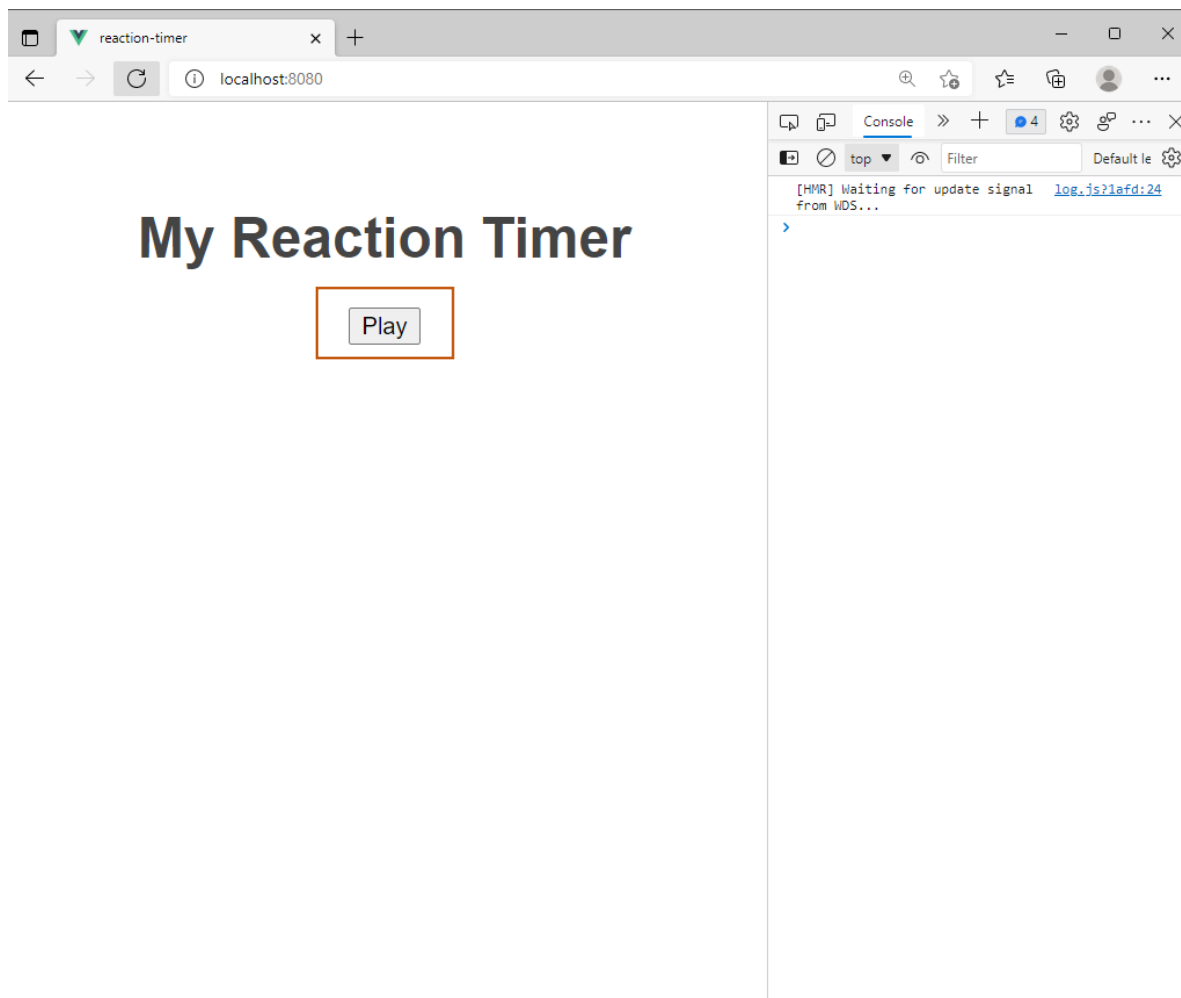 reaction-timer
localhost:8080
Console
4
top
Filter
Default le
[HMR] Waiting for update signal log.js?1afd:24
from WDS...
My Reaction Timer
Play